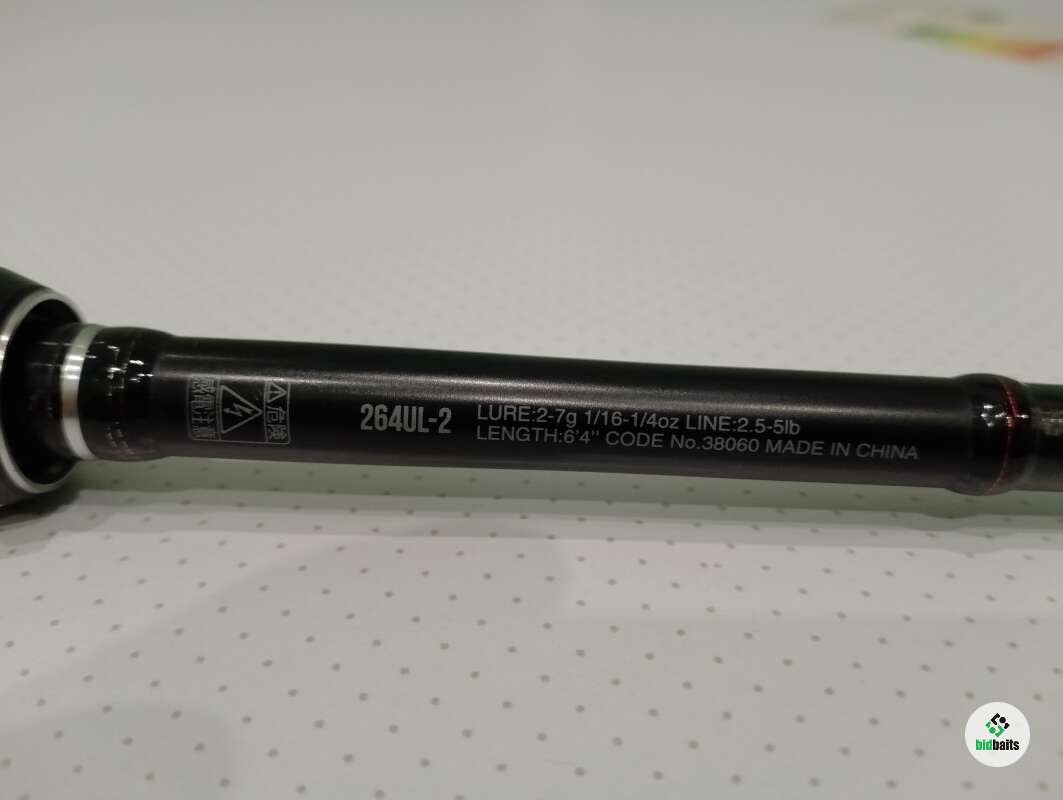 危険
感電注意
264UL-2
LURE:2-7g 1/16-1/4oz LINE:2.5-5lb
LENGTH:6'4" CODE No.38060 MADE IN CHINA
bidbaits